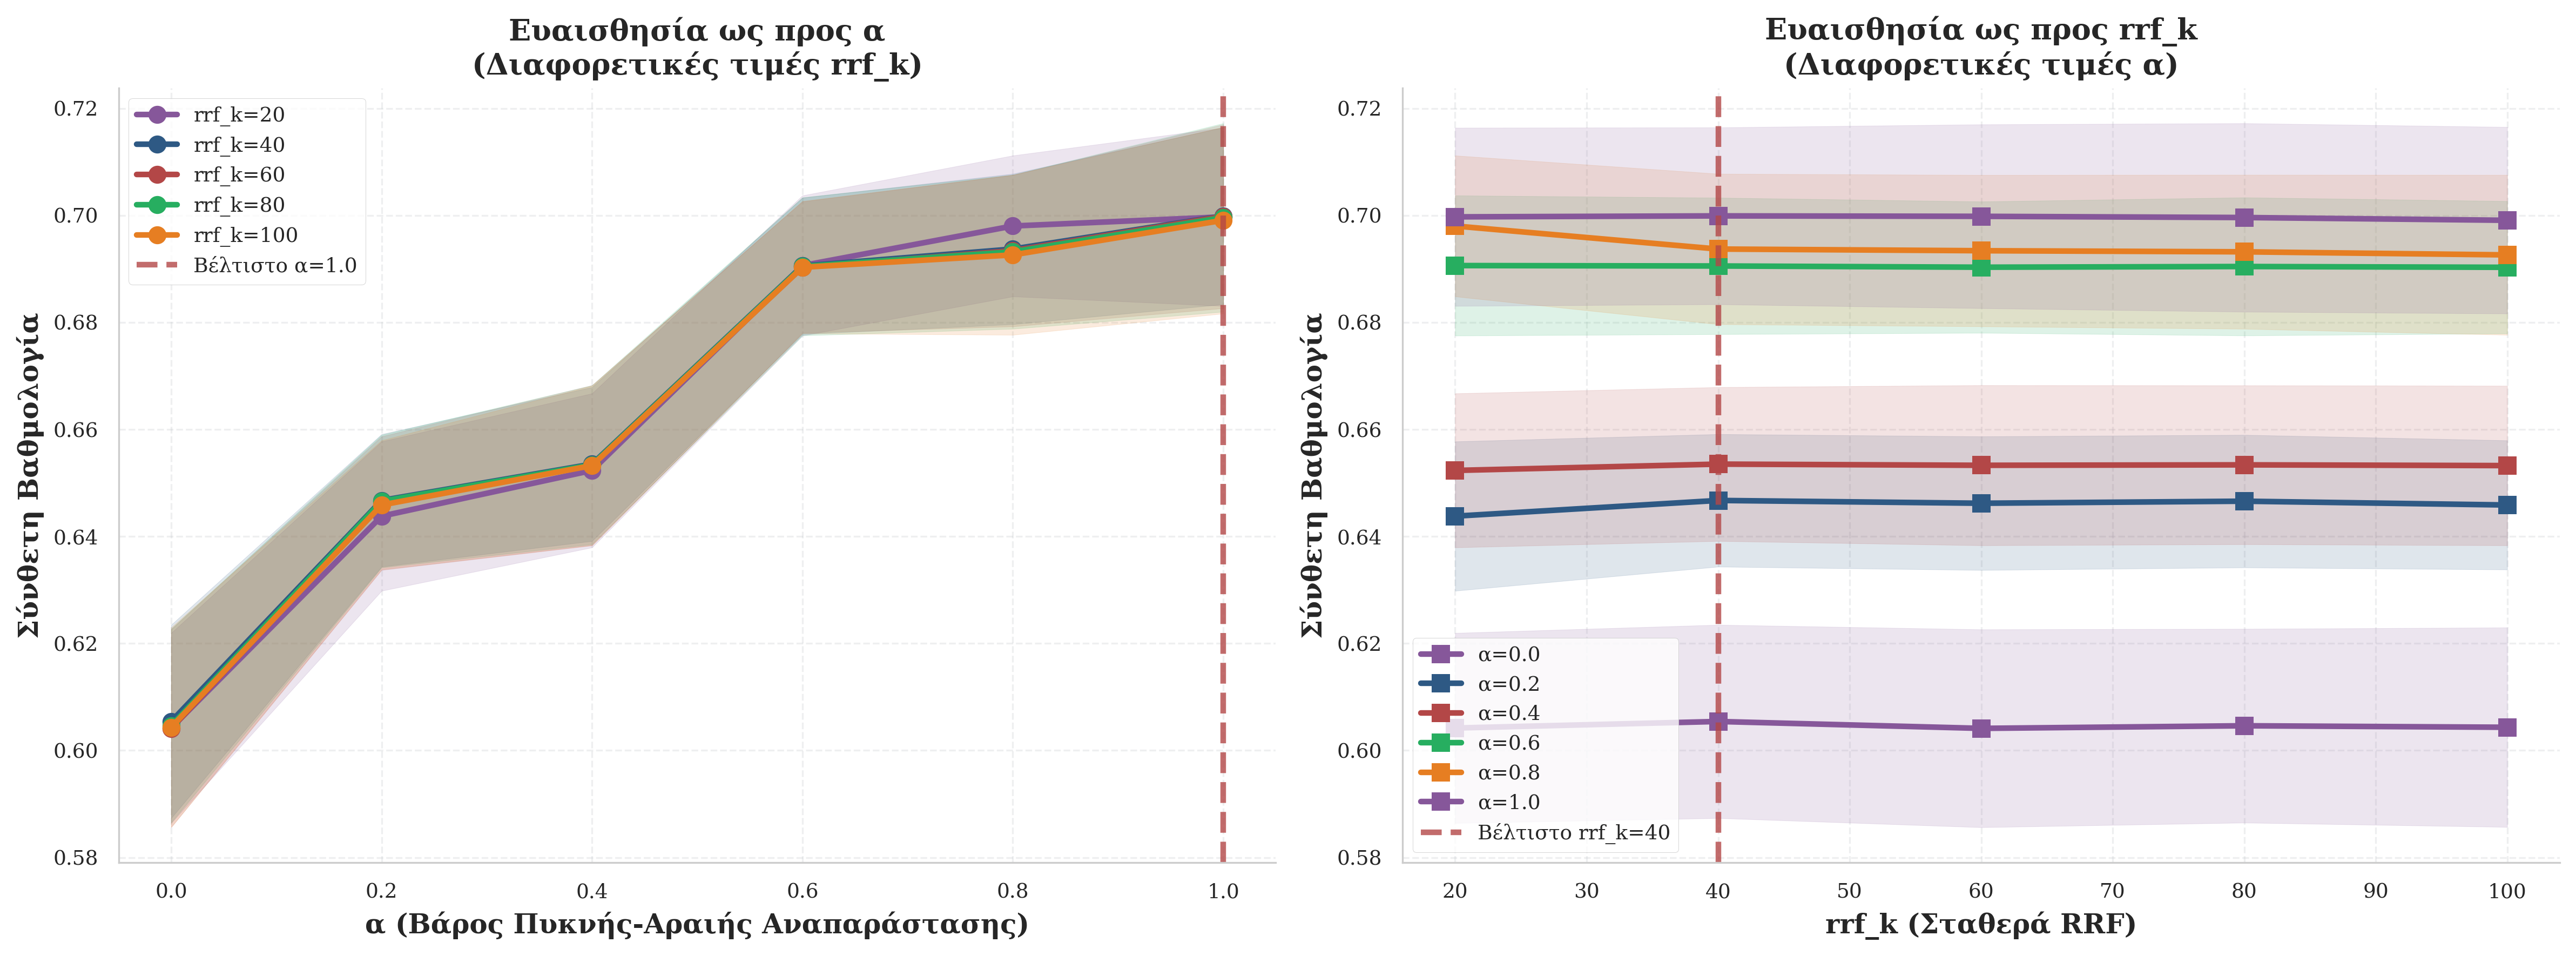 Ευαισθησία ως προς α
(Διαφορετικές τιμές rrf_k)
Σύνθετη Βαθμολογία
0.72
0.70
0.68
0.66
0.64
0.62
0.60
0.58
rrf_k=20
rrf_k=40
rrf_k=60
rrf_k=80
rrf_k=100
Βέλτιστο α=1.0
0.0
0.2
0.4
0.6
0.8
1.0
α (Βάρος Πυκνής-Αραιής Αναπαράστασης)
Ευαισθησία ως προς rrf_k
(Διαφορετικές τιμές α)
Σύνθετη Βαθμολογία
0.72
0.70
0.68
0.66
0.64
0.62
0.60
0.58
α=0.0
α=0.2
α=0.4
α=0.6
α=0.8
α=1.0
Βέλτιστο rrf_k=40
20
30
40
50
60
70
80
90
100
rrf_k (Σταθερά RRF)